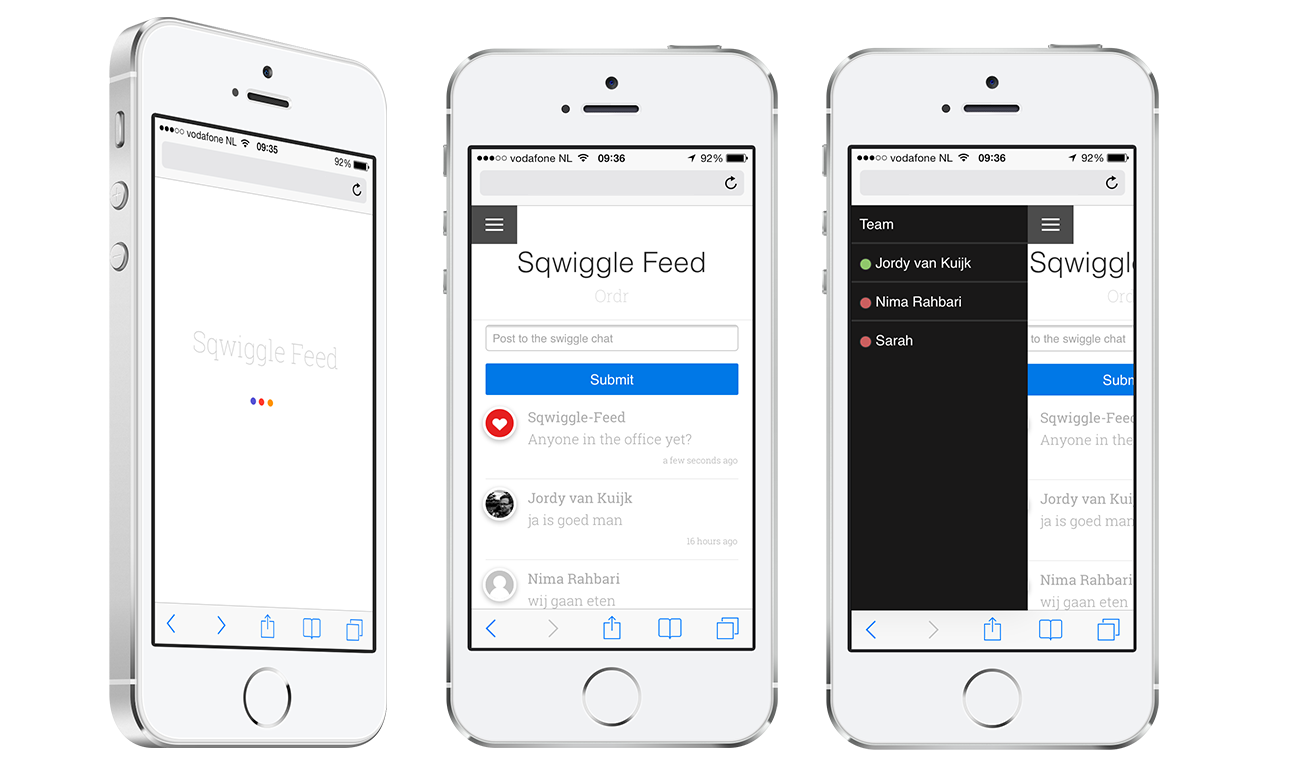 vodafone NL 09:35 92%
Sqwiggle Feed
vodafone NL 09:36 92%
Sqwiggle Feed
Ordr
Post to the swiggle chat
Submit
Sqwiggle-Feed
Anyone in the office yet?
a few seconds ago
Jordy van Kuijk
ja is goed man
16 hours ago
Nima Rahbari
wij gaan eten
vodafone NL 09:36 92%
Team
Jordy van Kuijk
Nima Rahbari
Sarah
Sqwiggl
Ord
to the swiggle chat
Subm
Sqwiggle-Feed
Anyone in the
Jordy van Kui
ja is goed man
Nima Rahbari
wij gaan eten